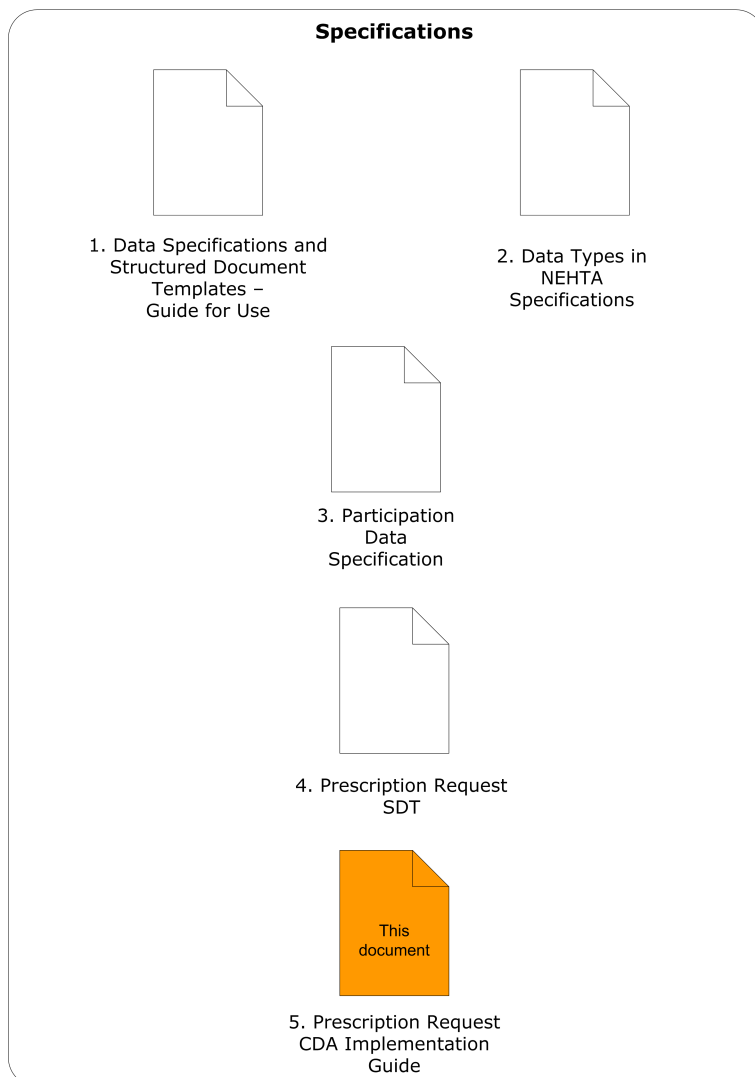 Specifications
1. Data Specifications and
Structured Document
Templates –
Guide for Use
2. Data Types in
NEHTA
Specifications
3. Participation
Data
Specification
4. Prescription Request
SDT
This
document
5. Prescription Request
CDA Implementation
Guide